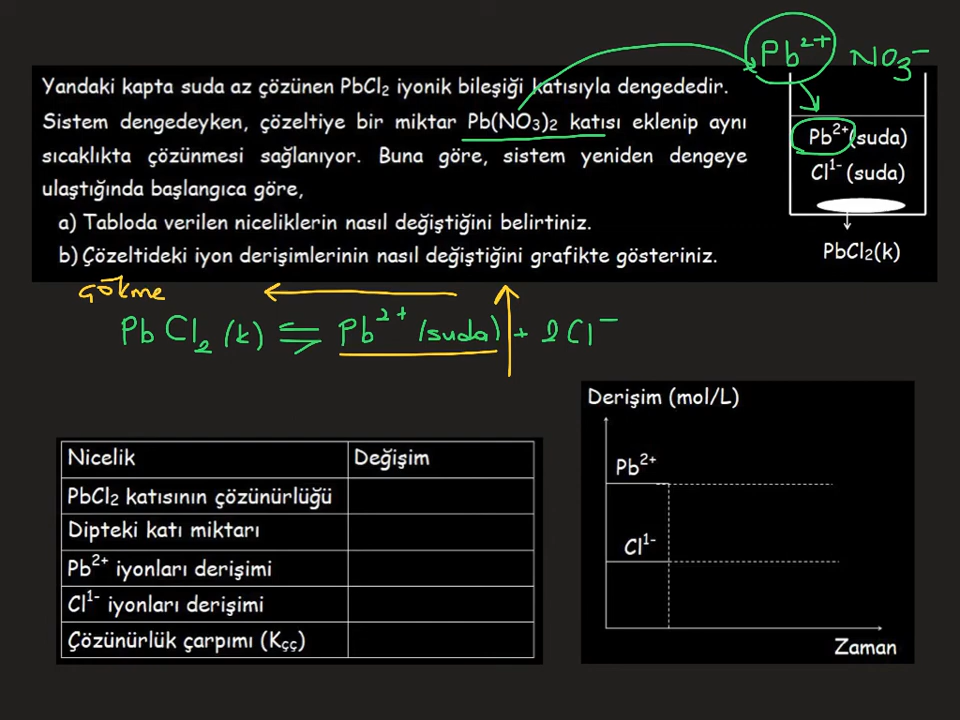 Pb²⁺ NO₃⁻
Yandaki kapta suda az çözünen PbCl₂ iyonik bileşiği katısıyla dengededir.
Sistem dengedeyken, çözeltiye bir miktar Pb(NO₃)₂ katısı eklenip aynı
sıcaklıkta çözünmesi sağlanıyor. Buna göre, sistem yeniden dengeye
ulaştığında başlangıca göre,
a) Tabloda verilen niceliklerin nasıl değiştiğini belirtiniz.
b) Çözeltideki iyon derişimlerinin nasıl değiştiğini grafikte gösteriniz.
Pb²⁺(suda)
Cl¹⁻(suda)
PbCl₂(k)
çökme
PbCl₂(k) ⇌ Pb²⁺(suda) + 2Cl⁻
Nicelik Değişim
PbCl₂ katısının çözünürlüğü
Dipteki katı miktarı
Pb²⁺ iyonları derişimi
Cl¹⁻ iyonları derişimi
Çözünürlük çarpımı (Kçç)
Derişim (mol/L)
Pb²⁺
Cl¹⁻
Zaman